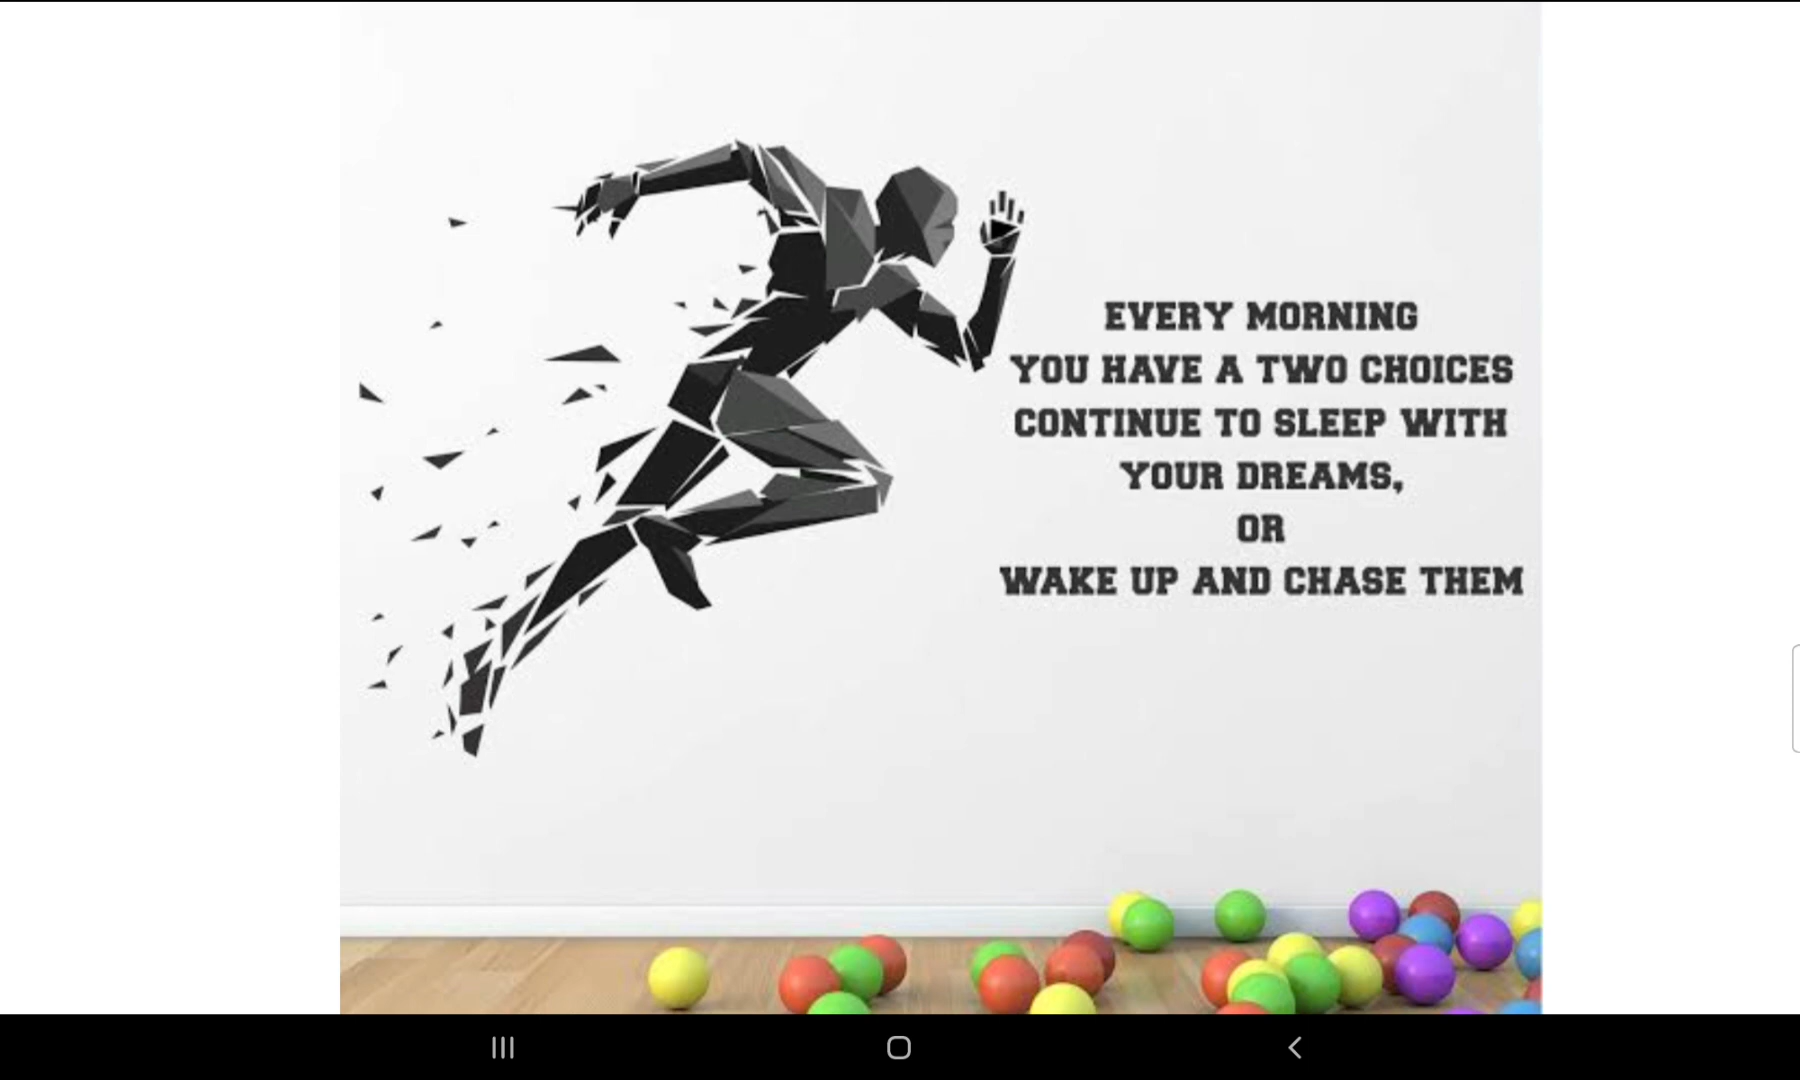 EVERY MORNING
YOU HAVE A TWO CHOICES
CONTINUE TO SLEEP WITH
YOUR DREAMS,
OR
WAKE UP AND CHASE THEM